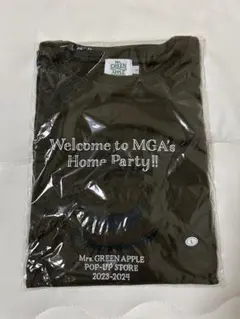 Mrs.
GREEN
APPLE
Welcome to MGA's
Home Party!!
Mrs. GREEN APPLE
POP-UP STORE
2023-2024